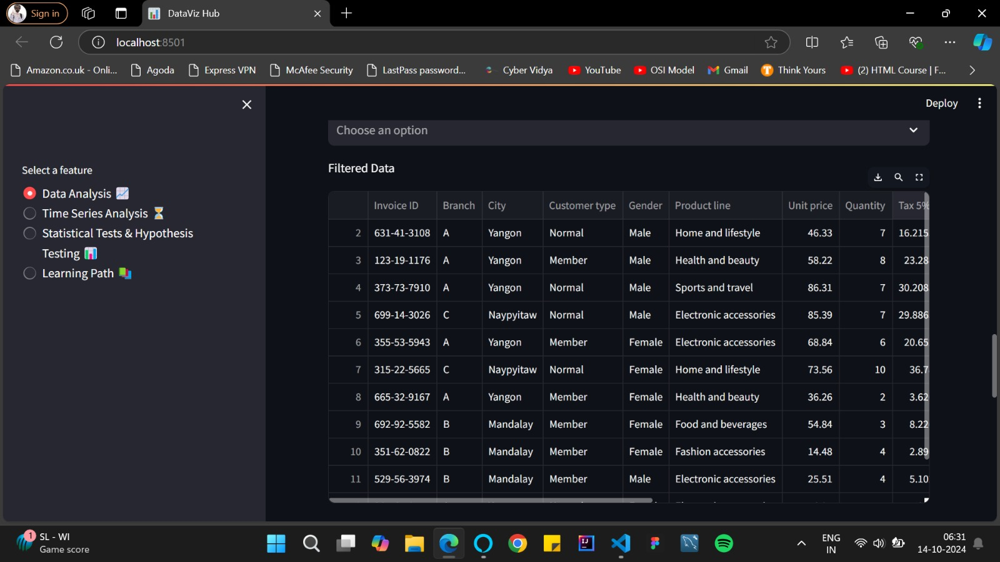 Sign in
DataViz Hub
localhost:8501
Amazon.co.uk - Onli...
Agoda
Express VPN
McAfee Security
LastPass password...
Cyber Vidya
YouTube
OSI Model
Gmail
Think Yours
(2) HTML Course | F...
Deploy
Select a feature
Data Analysis 📈
Time Series Analysis ⏳
Statistical Tests & Hypothesis
Testing 📊
Learning Path 📚
Choose an option
Filtered Data
Invoice ID Branch City Customer type Gender Product line Unit price Quantity Tax 5%
2 631-41-3108 A Yangon Normal Male Home and lifestyle 46.33 7 16.215
3 123-19-1176 A Yangon Member Male Health and beauty 58.22 8 23.28
4 373-73-7910 A Yangon Normal Male Sports and travel 86.31 7 30.208
5 699-14-3026 C Naypyitaw Normal Male Electronic accessories 85.39 7 29.886
6 355-53-5943 A Yangon Member Female Electronic accessories 68.84 6 20.65
7 315-22-5665 C Naypyitaw Normal Female Home and lifestyle 73.56 10 36.7
8 665-32-9167 A Yangon Member Female Health and beauty 36.26 2 3.62
9 692-92-5582 B Mandalay Member Female Food and beverages 54.84 3 8.22
10 351-62-0822 B Mandalay Member Female Fashion accessories 14.48 4 2.89
11 529-56-3974 B Mandalay Member Male Electronic accessories 25.51 4 5.10
1
SL - WI
Game score
ENG
IN
06:31
14-10-2024